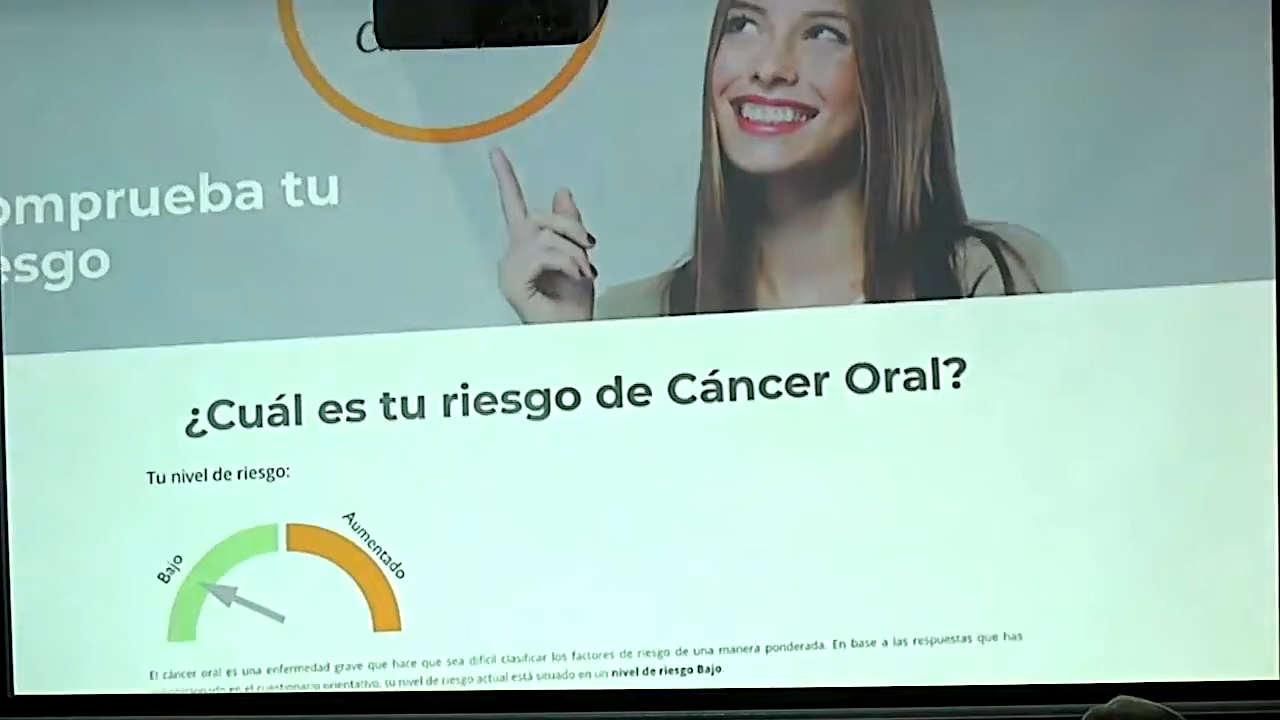 omprueba tu
esgo
¿Cuál es tu riesgo de Cáncer Oral?
Tu nivel de riesgo:
Bajo
Aumentado
El cáncer oral es una enfermedad grave que hace que sea difícil clasificar los factores de riesgo de una manera ponderada. En base a las respuestas que has
en el cuestionario orientativo, tu nivel de riesgo actual está situado en un nivel de riesgo Bajo.